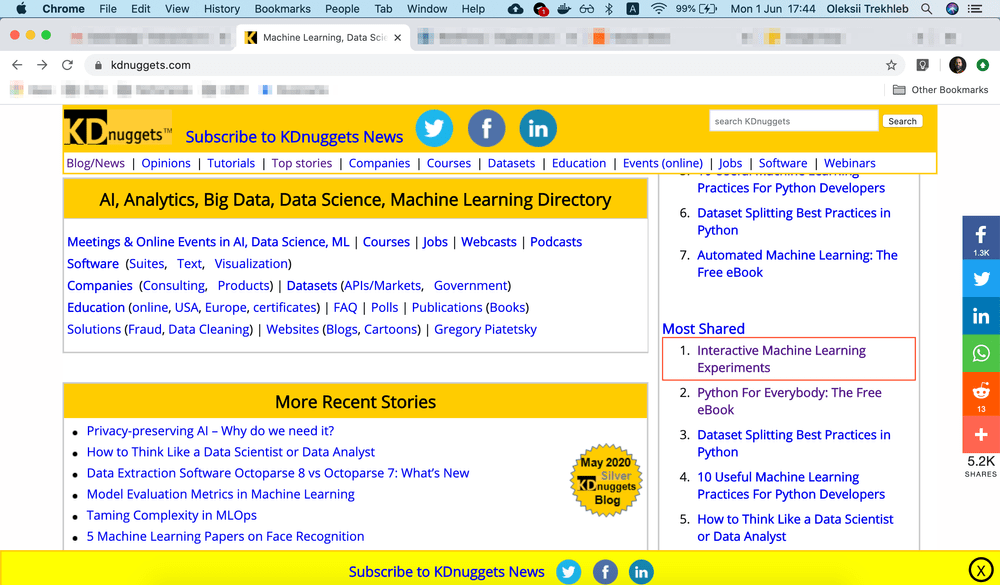 Chrome File Edit View History Bookmarks People Tab Window Help 99% Mon 1 Jun 17:44 Oleksii Trekhleb
Machine Learning, Data Scie
kdnuggets.com
Other Bookmarks
KDnuggets™ Subscribe to KDnuggets News
search KDnuggets Search
Blog/News | Opinions | Tutorials | Top stories | Companies | Courses | Datasets | Education | Events (online) | Jobs | Software | Webinars
AI, Analytics, Big Data, Data Science, Machine Learning Directory
Meetings & Online Events in AI, Data Science, ML | Courses | Jobs | Webcasts | Podcasts
Software (Suites, Text, Visualization)
Companies (Consulting, Products) | Datasets (APIs/Markets, Government)
Education (online, USA, Europe, certificates) | FAQ | Polls | Publications (Books)
Solutions (Fraud, Data Cleaning) | Websites (Blogs, Cartoons) | Gregory Piatetsky
More Recent Stories
Privacy-preserving AI – Why do we need it?
How to Think Like a Data Scientist or Data Analyst
Data Extraction Software Octoparse 8 vs Octoparse 7: What's New
Model Evaluation Metrics in Machine Learning
Taming Complexity in MLOps
5 Machine Learning Papers on Face Recognition
May 2020
Silver
KDnuggets
Blog
5. 10 Useful Machine Learning
Practices For Python Developers
6. Dataset Splitting Best Practices in
Python
7. Automated Machine Learning: The
Free eBook
Most Shared
1. Interactive Machine Learning
Experiments
2. Python For Everybody: The Free
eBook
3. Dataset Splitting Best Practices in
Python
4. 10 Useful Machine Learning
Practices For Python Developers
5. How to Think Like a Data Scientist
or Data Analyst
1.3K
13
5.2K
SHARES
Subscribe to KDnuggets News
X